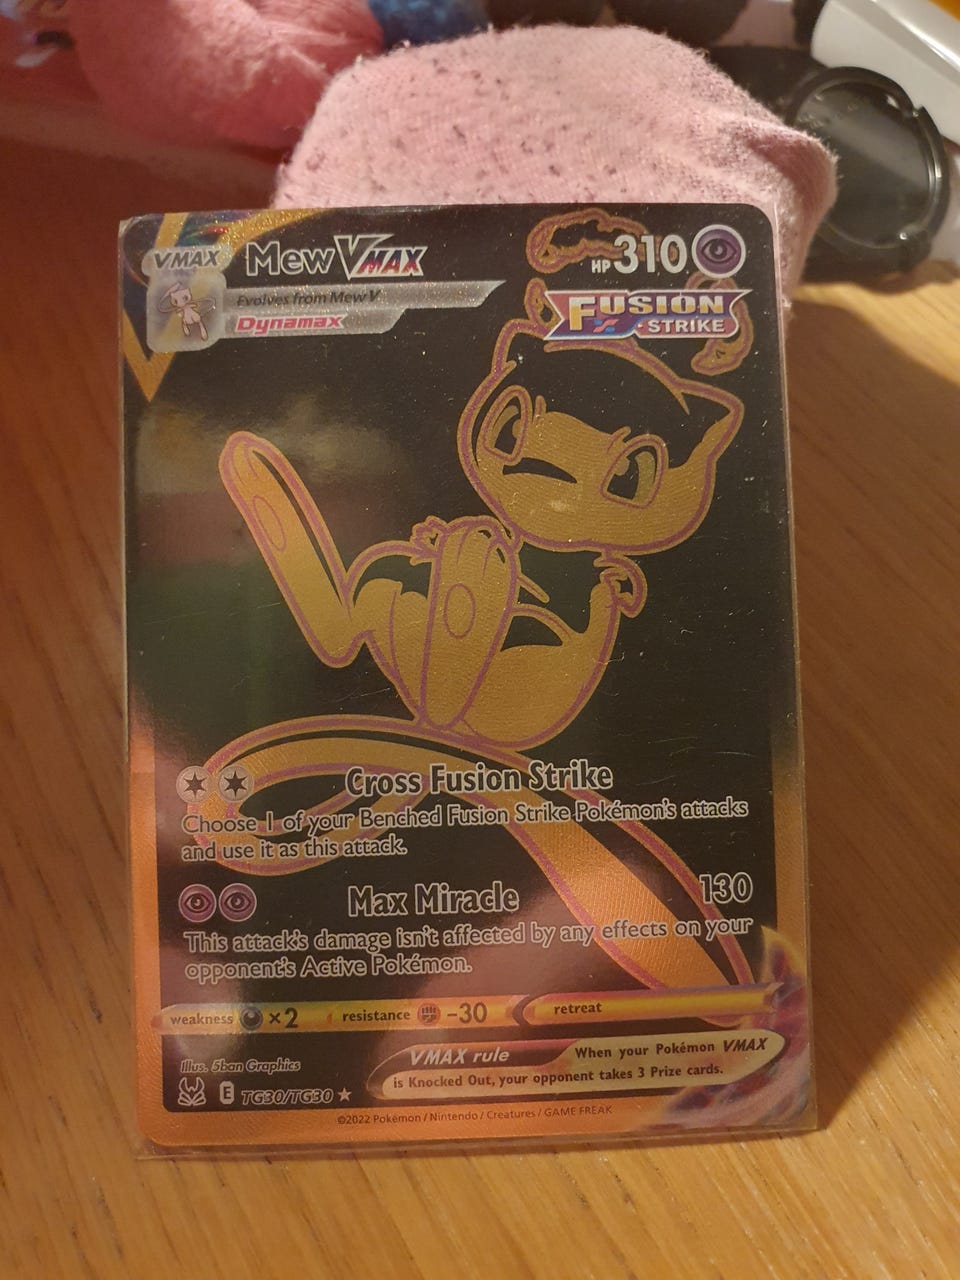 VMAX Mew VMAX HP 310
Evolves from Mew V
Dynamax
FUSION
STRIKE
Cross Fusion Strike
Choose 1 of your Benched Fusion Strike Pokémon's attacks
and use it as this attack.
Max Miracle 130
This attack's damage isn't affected by any effects on your
opponent's Active Pokémon.
weakness ×2 resistance -30 retreat
Illus. 5ban Graphics
VMAX rule When your Pokémon VMAX
is Knocked Out, your opponent takes 3 Prize cards.
E TG30/TG30 ★
©2022 Pokémon / Nintendo / Creatures / GAME FREAK